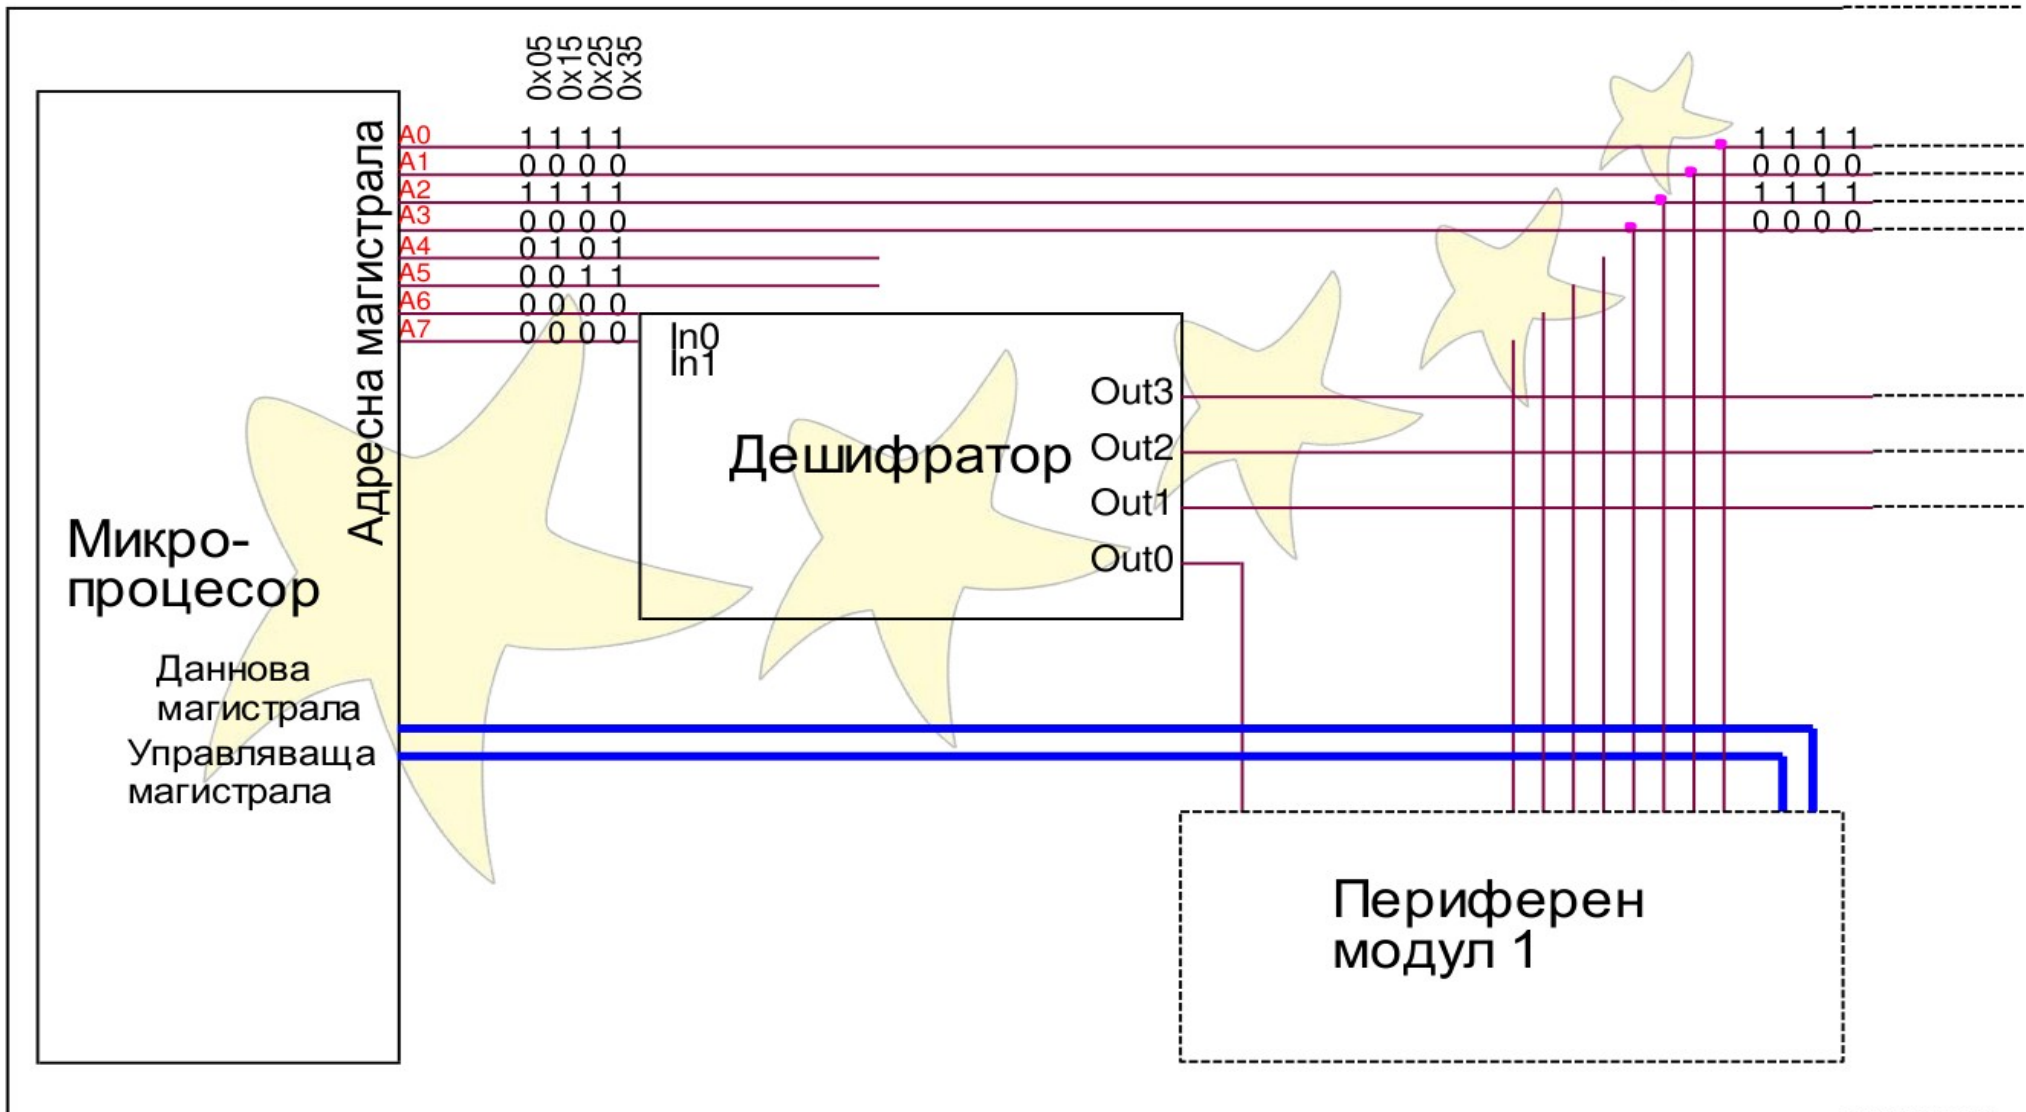 0x05
0x15
0x25
0x35
Адресна магистрала
A0 1 1 1 1 1 1 1 1
A1 0 0 0 0 0 0 0 0
A2 1 1 1 1 1 1 1 1
A3 0 0 0 0 0 0 0 0
A4 0 1 0 1
A5 0 0 1 1
A6 0 0 0 0
A7 0 0 0 0
In0
In1
Out3
Out2
Out1
Out0
Дешифратор
Микро-
процесор
Даннова
магистрала
Управляваща
магистрала
Периферен
модул 1